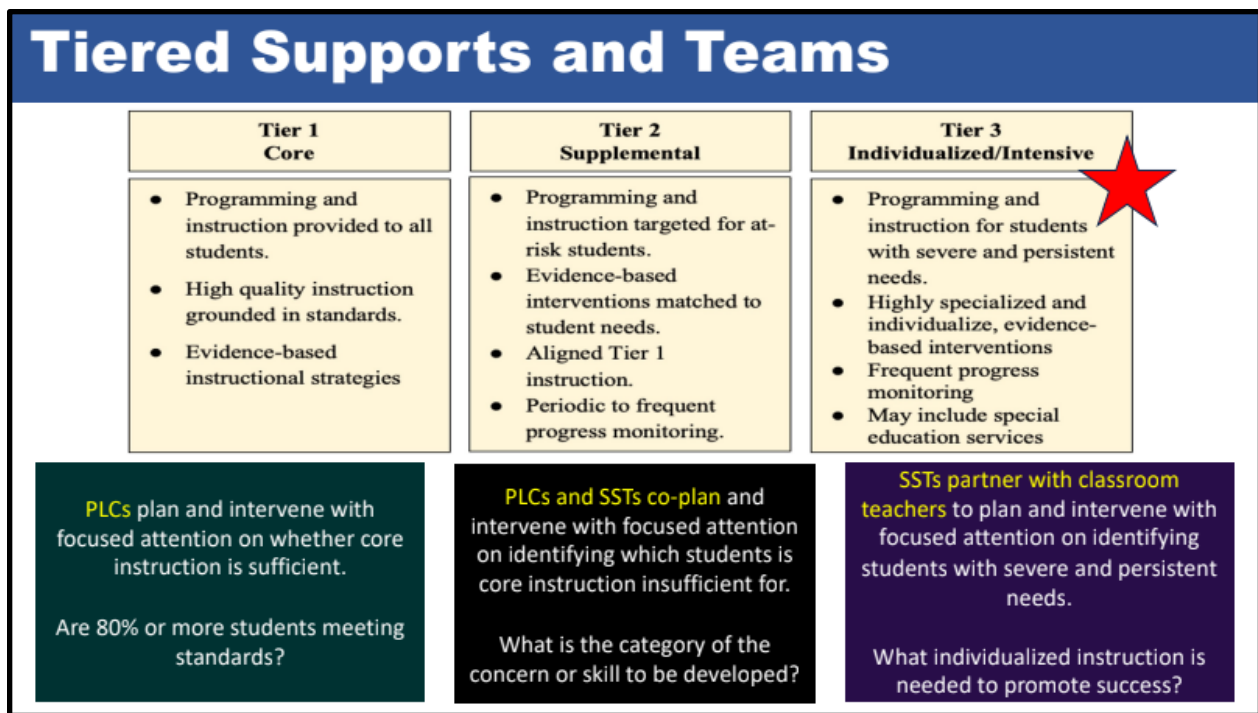 Tiered Supports and Teams
Tier 1
Core
● Programming and
instruction provided to all
students.
● High quality instruction
grounded in standards.
● Evidence-based
instructional strategies
Tier 2
Supplemental
● Programming and
instruction targeted for at-
risk students.
● Evidence-based
interventions matched to
student needs.
● Aligned Tier 1
instruction.
● Periodic to frequent
progress monitoring.
Tier 3
Individualized/Intensive
● Programming and
instruction for students
with severe and persistent
needs.
● Highly specialized and
individualize, evidence-
based interventions
● Frequent progress
monitoring
● May include special
education services
PLCs plan and intervene with
focused attention on whether core
instruction is sufficient.
Are 80% or more students meeting
standards?
PLCs and SSTs co-plan and
intervene with focused attention
on identifying which students is
core instruction insufficient for.
What is the category of the
concern or skill to be developed?
SSTs partner with classroom
teachers to plan and intervene with
focused attention on identifying
students with severe and persistent
needs.
What individualized instruction is
needed to promote success?